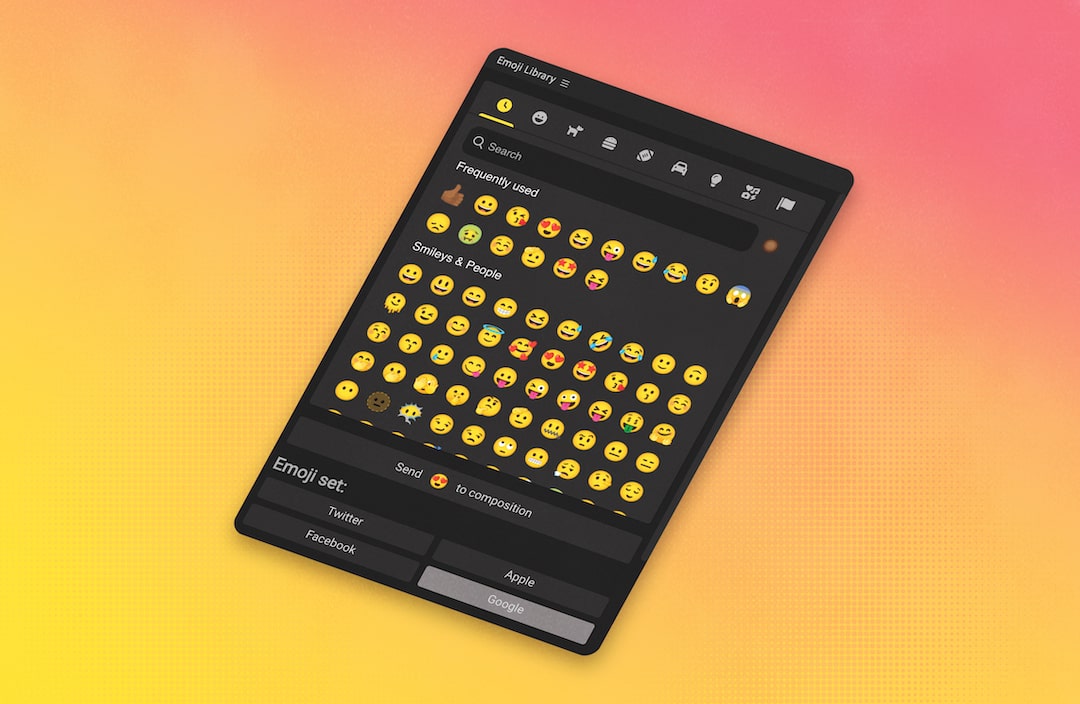 Emoji Library
Search
Frequently used
Smileys & People
Send to composition
Emoji set:
Twitter
Apple
Facebook
Google